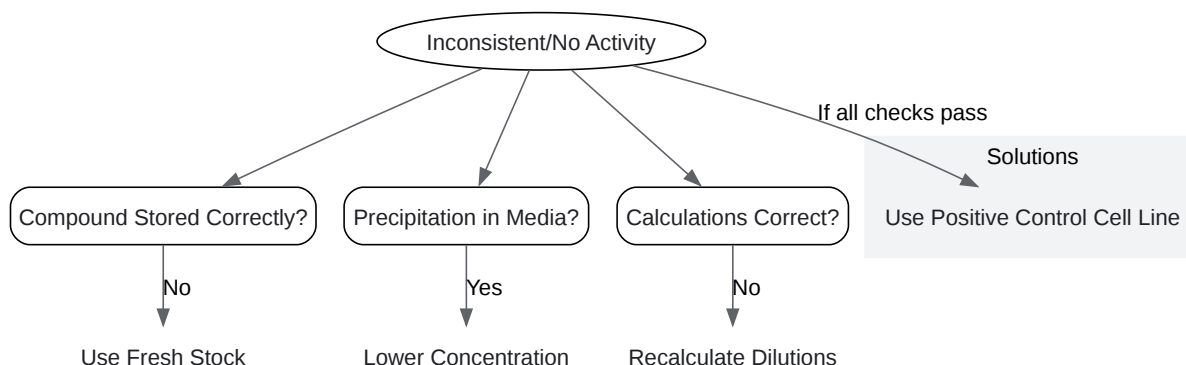 Inconsistent/No Activity
If all checks pass
Solutions
Compound Stored Correctly?
Precipitation in Media?
Calculations Correct?
Use Positive Control Cell Line
No
Yes
No
Use Fresh Stock
Lower Concentration
Recalculate Dilutions